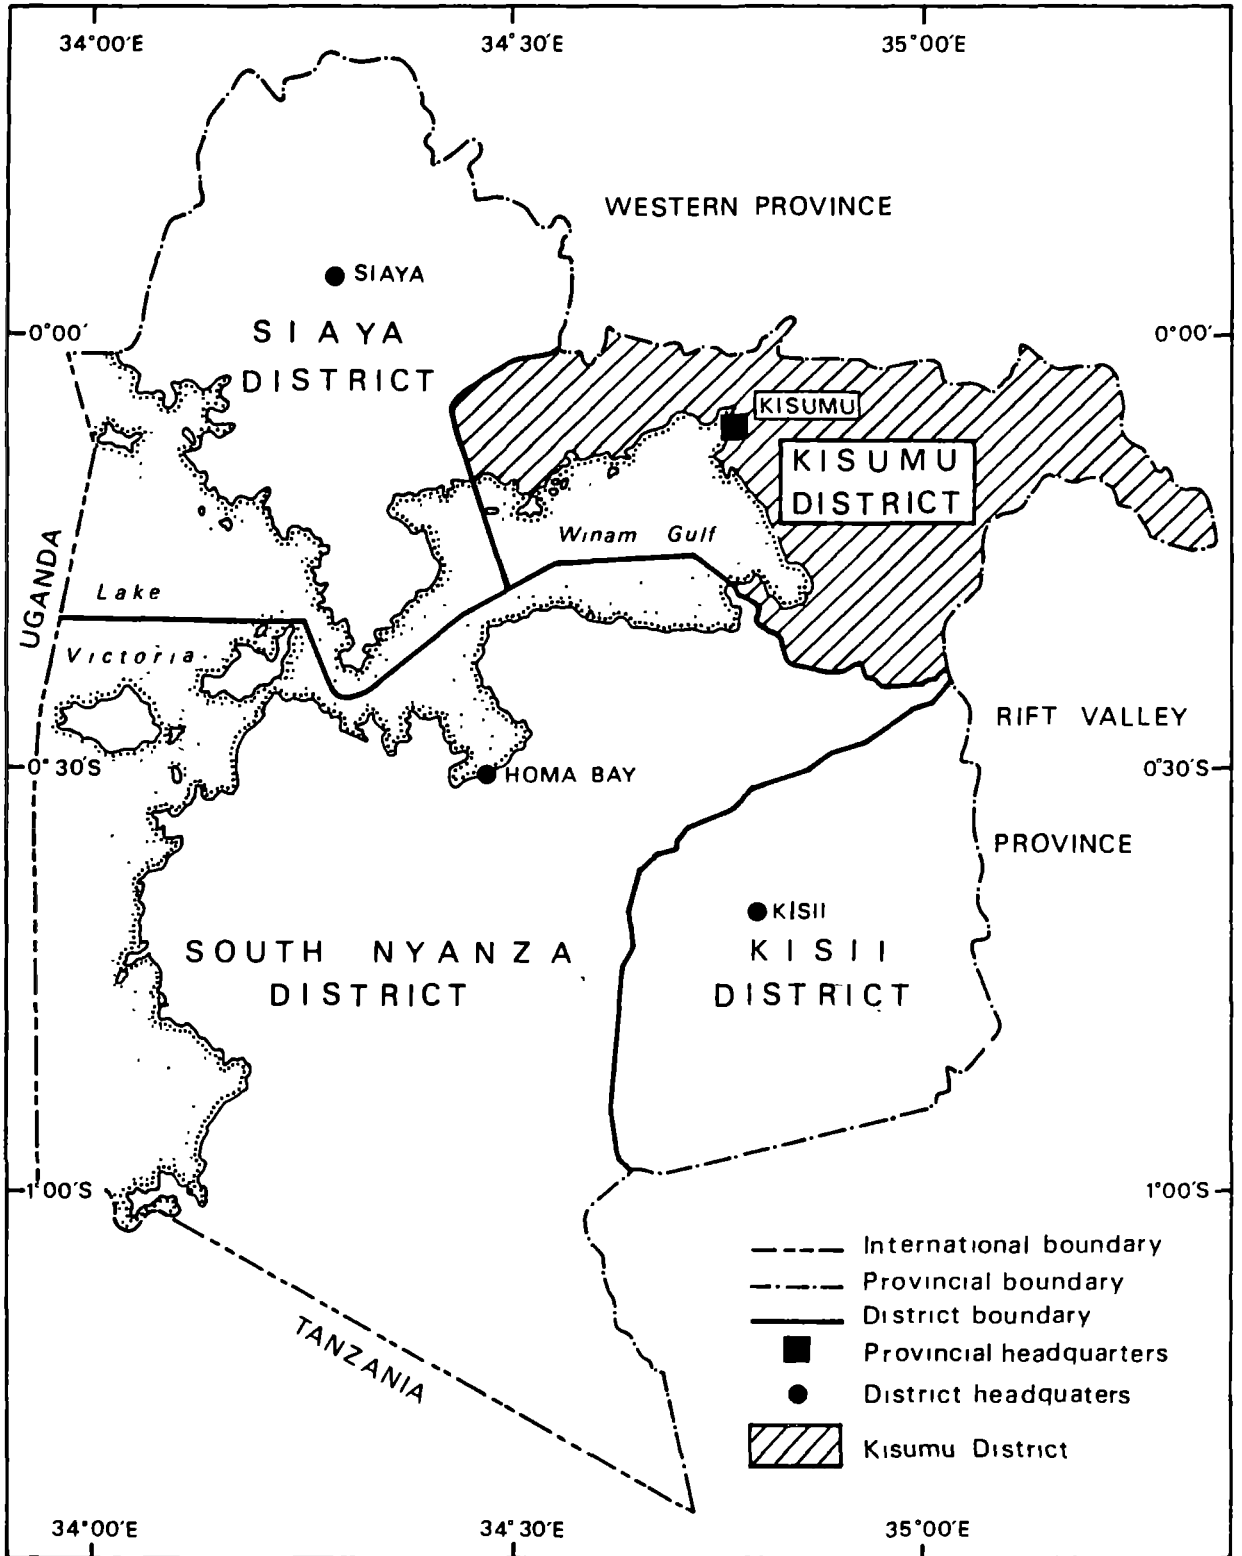 34°00'E 34°30'E 35°00'E
WESTERN PROVINCE
SIAYA
0°00' 0°00'
SIAYA
DISTRICT
KISUMU
KISUMU
DISTRICT
Winam Gulf
UGANDA
Lake
Victoria
RIFT VALLEY
0°30'S 0°30'S
HOMA BAY
PROVINCE
KISII
SOUTH NYANZA
DISTRICT
KISII
DISTRICT
1°00'S 1°00'S
International boundary
Provincial boundary
District boundary
TANZANIA
Provincial headquarters
District headquaters
Kisumu District
34°00'E 34°30'E 35°00'E